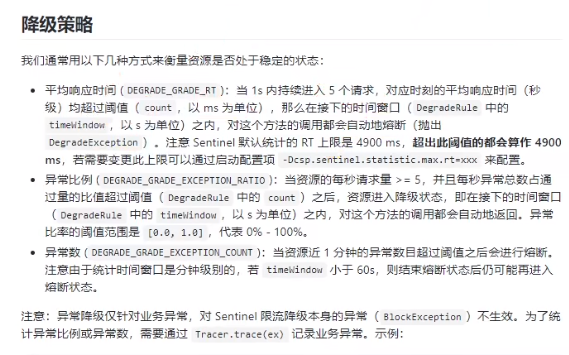 降级策略
我们通常用以下几种方式来衡量资源是否处于稳定的状态：
• 平均响应时间 ( DEGRADE_GRADE_RT )：当 1s 内持续进入 5 个请求，对应时刻的平均响应时间（秒
级）均超过阈值（ count ，以 ms 为单位），那么在接下的时间窗口（ DegradeRule 中的
timeWindow ，以 s 为单位）之内，对这个方法的调用都会自动地熔断（抛出
DegradeException ）。注意 Sentinel 默认统计的 RT 上限是 4900 ms，超出此阈值的都会算作 4900
ms，若需要变更此上限可以通过启动配置项 -Dcsp.sentinel.statistic.max.rt=xxx 来配置。
• 异常比例 ( DEGRADE_GRADE_EXCEPTION_RATIO )：当资源的每秒请求量 >= 5，并且每秒异常总数占通
过量的比值超过阈值（ DegradeRule 中的 count ）之后，资源进入降级状态，即在接下的时间窗口
（ DegradeRule 中的 timeWindow ，以 s 为单位）之内，对这个方法的调用都会自动地返回。异常
比率的阈值范围是 [0.0, 1.0] ，代表 0% - 100%。
• 异常数 ( DEGRADE_GRADE_EXCEPTION_COUNT )：当资源近 1 分钟的异常数目超过阈值之后会进行熔断。
注意由于统计时间窗口是分钟级别的，若 timeWindow 小于 60s，则结束熔断状态后仍可能再进入
熔断状态。
注意：异常降级仅针对业务异常，对 Sentinel 限流降级本身的异常（ BlockException ）不生效。为了统
计异常比例或异常数，需要通过 Tracer.trace(ex) 记录业务异常。示例：